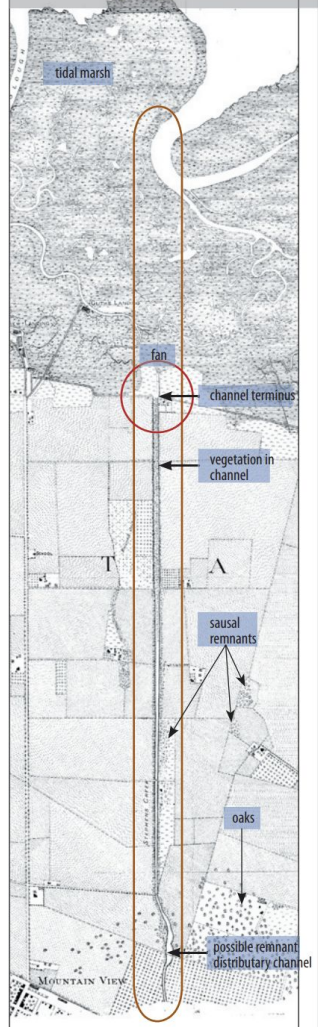 SLOUGH
tidal marsh
fan
channel terminus
vegetation in
channel
T A
sausal
remnants
STEVENS CREEK
oaks
possible remnant
distributary channel
MOUNTAIN VIEW